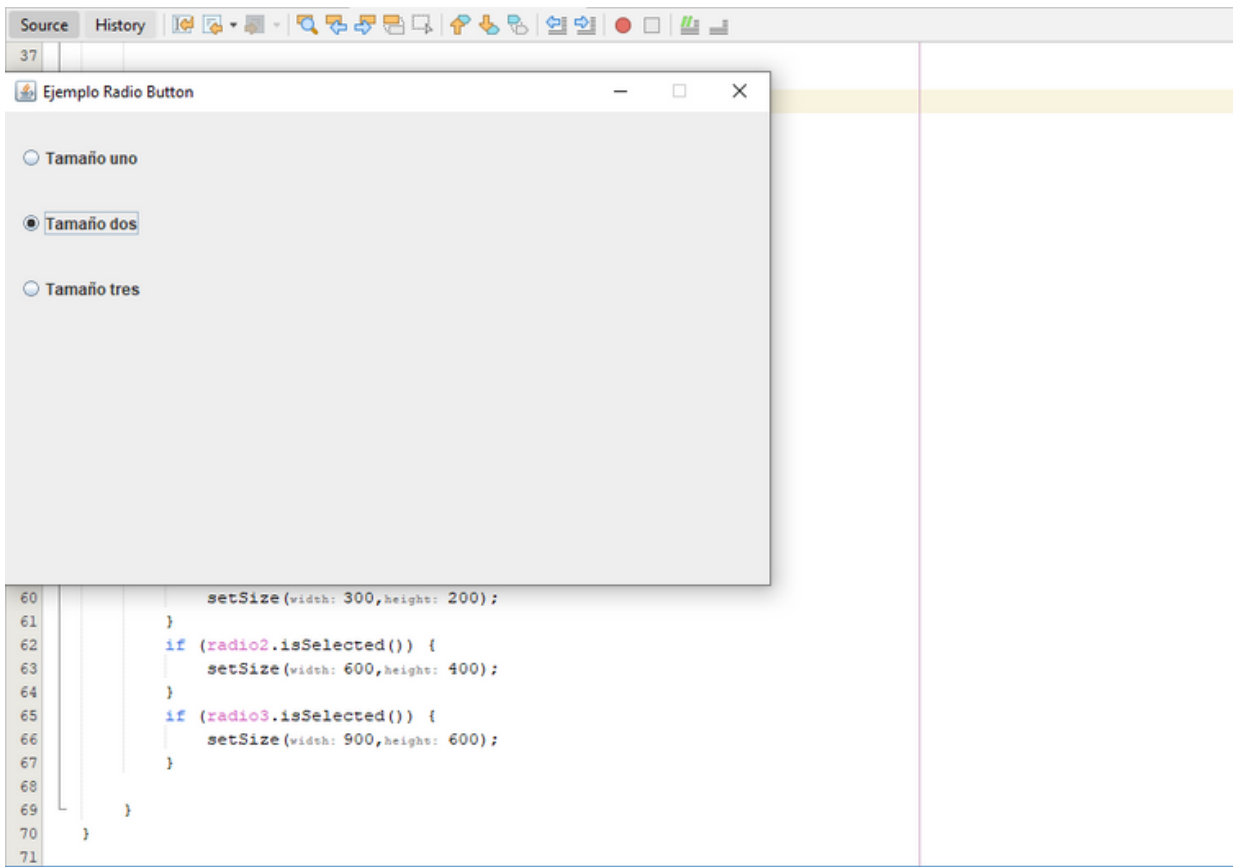 Source History
37
Ejemplo Radio Button
Tamaño uno
Tamaño dos
Tamaño tres
60 setSize(width: 300,height: 200);
61 }
62 if (radio2.isSelected()) {
63 setSize(width: 600,height: 400);
64 }
65 if (radio3.isSelected()) {
66 setSize(width: 900,height: 600);
67 }
68
69 }
70 }
71